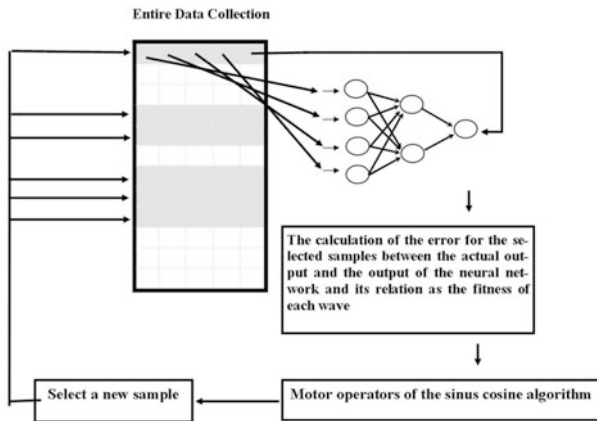 Entire Data Collection
The calculation of the error for the se-
lected samples between the actual out-
put and the output of the neural net-
work and its relation as the fitness of
each wave
Select a new sample
Motor operators of the sinus cosine algorithm